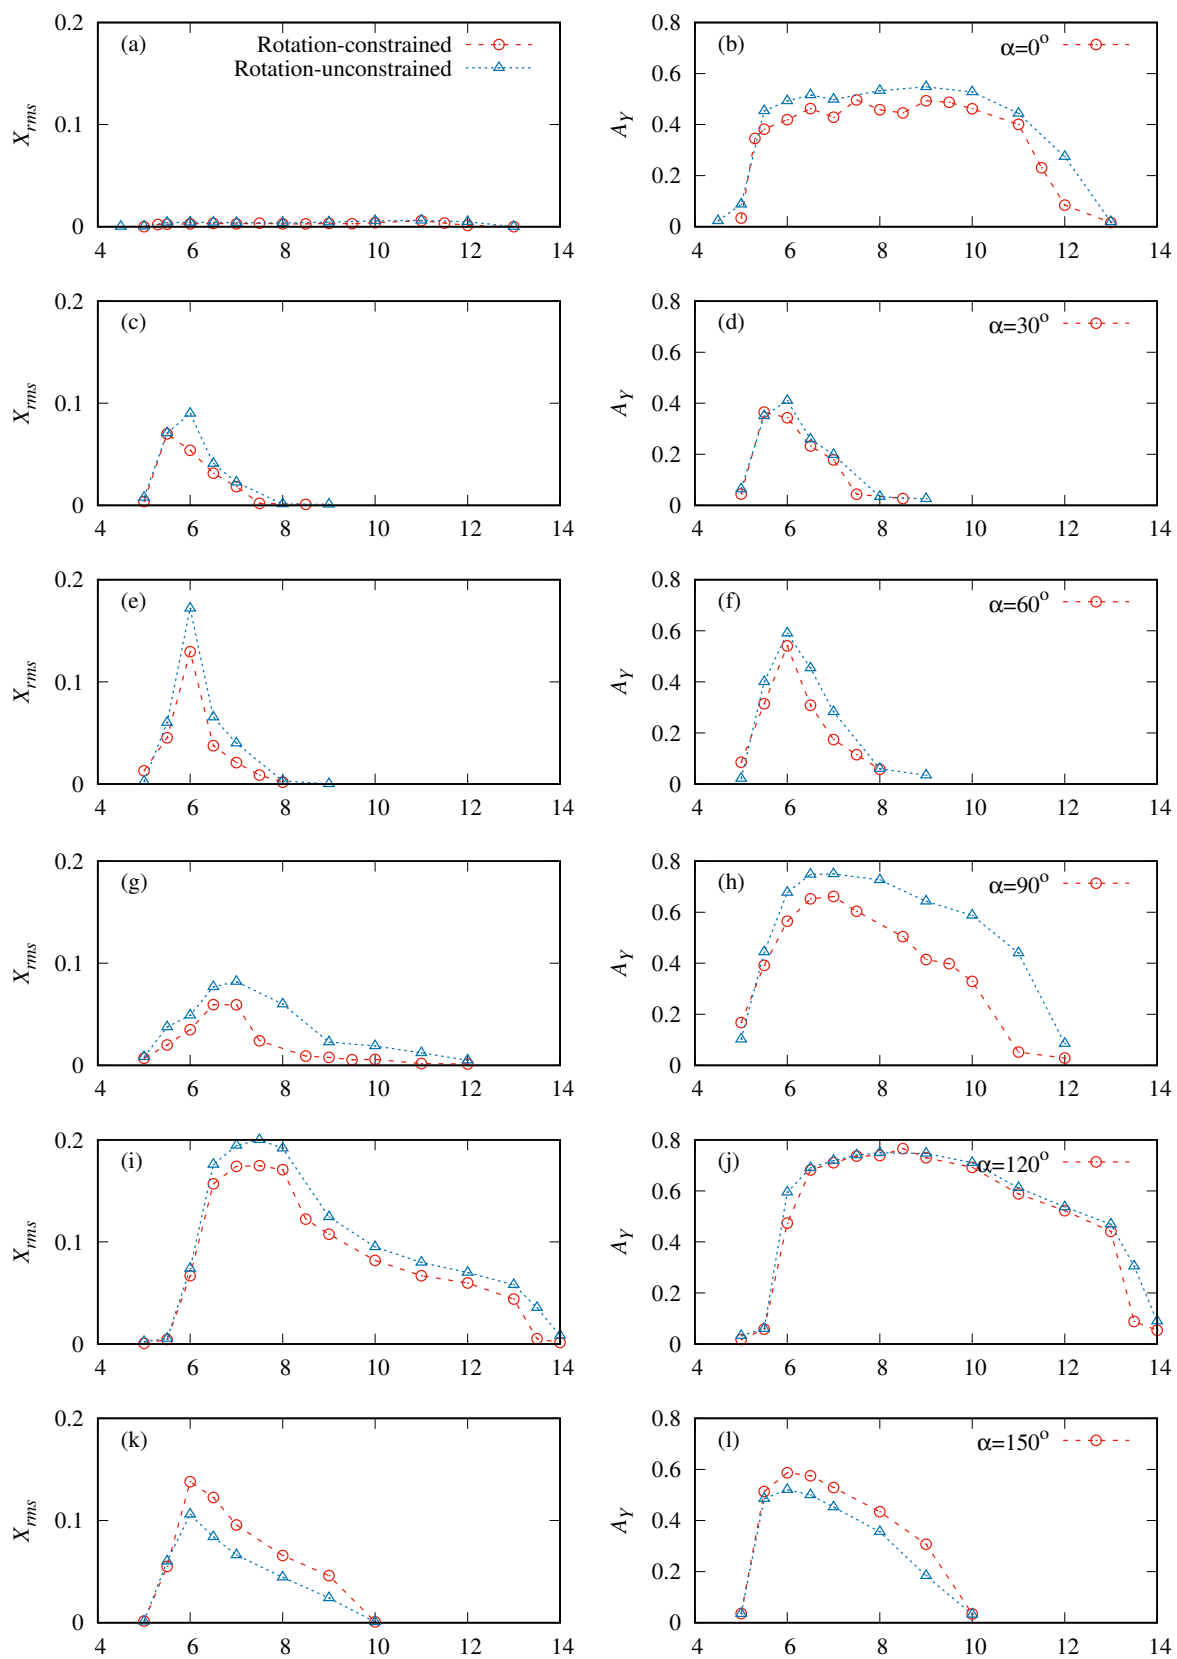 0.2
(a)
Rotation-constrained
Rotation-unconstrained
0.1
X_rms
0
4 6 8 10 12 14
0.8
(b)
α=0°
0.6
0.4
A_Y
0.2
0
4 6 8 10 12 14
0.2
(c)
0.1
X_rms
0
4 6 8 10 12 14
0.8
(d)
α=30°
0.6
0.4
A_Y
0.2
0
4 6 8 10 12 14
0.2
(e)
0.1
X_rms
0
4 6 8 10 12 14
0.8
(f)
α=60°
0.6
0.4
A_Y
0.2
0
4 6 8 10 12 14
0.2
(g)
0.1
X_rms
0
4 6 8 10 12 14
0.8
(h)
α=90°
0.6
0.4
A_Y
0.2
0
4 6 8 10 12 14
0.2
(i)
0.1
X_rms
0
4 6 8 10 12 14
0.8
(j)
α=120°
0.6
0.4
A_Y
0.2
0
4 6 8 10 12 14
0.2
(k)
0.1
X_rms
0
4 6 8 10 12 14
0.8
(l)
α=150°
0.6
0.4
A_Y
0.2
0
4 6 8 10 12 14